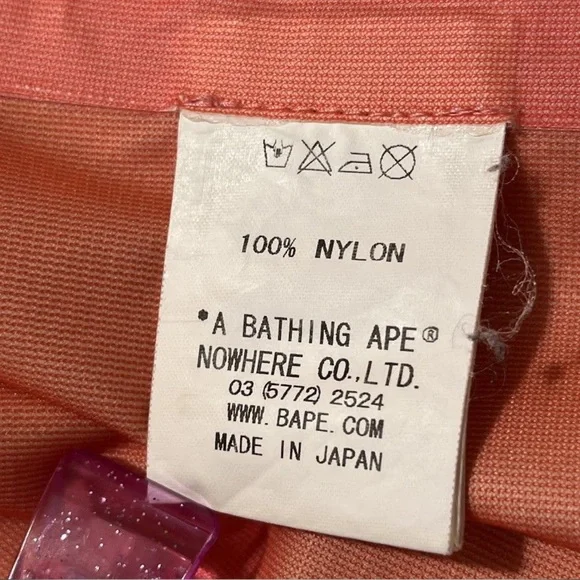 100% NYLON
*A BATHING APE®
NOWHERE CO.,LTD.
03 (5772) 2524
WWW.BAPE.COM
MADE IN JAPAN